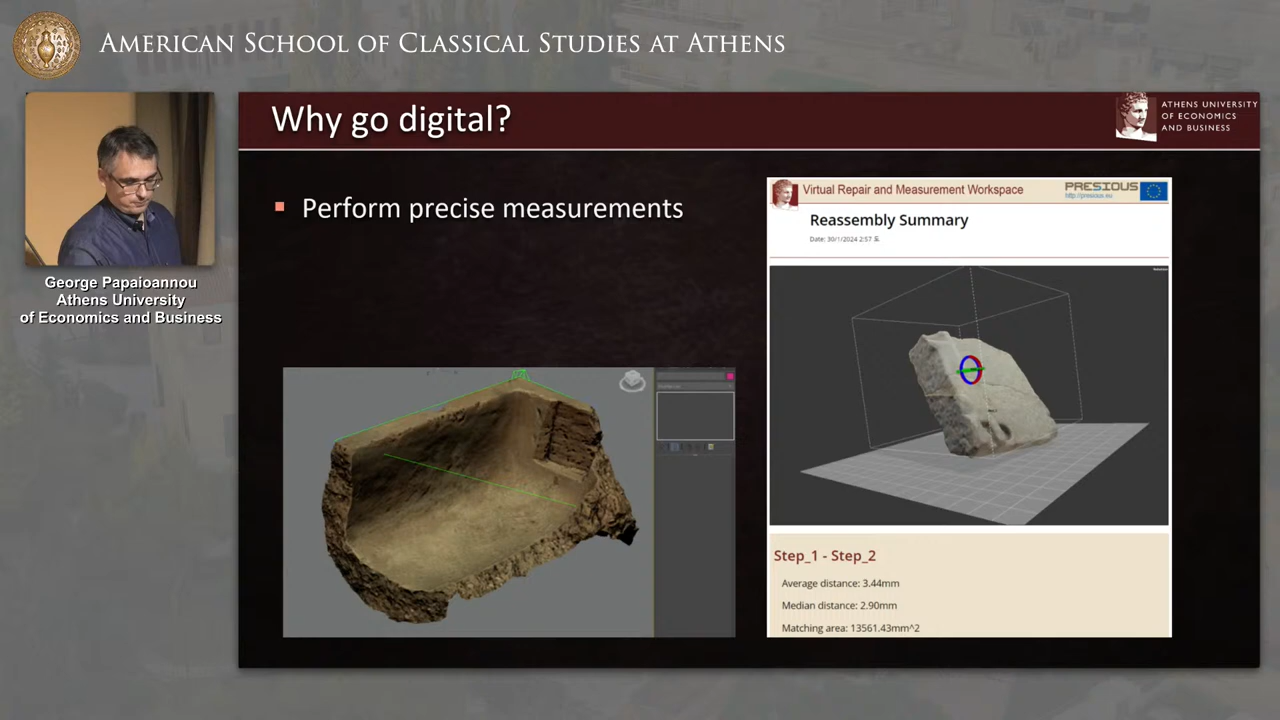 AMERICAN SCHOOL OF CLASSICAL STUDIES AT ATHENS
George Papaioannou
Athens University
of Economics and Business
Why go digital?
ATHENS UNIVERSITY
OF ECONOMICS
AND BUSINESS
▪ Perform precise measurements
Virtual Repair and Measurement Workspace
PRESIOUS
http://presious.eu
Reassembly Summary
Date: 30/1/2024 2:57
Step_1 - Step_2
Average distance: 3.44mm
Median distance: 2.90mm
Matching area: 13561.43mm^2